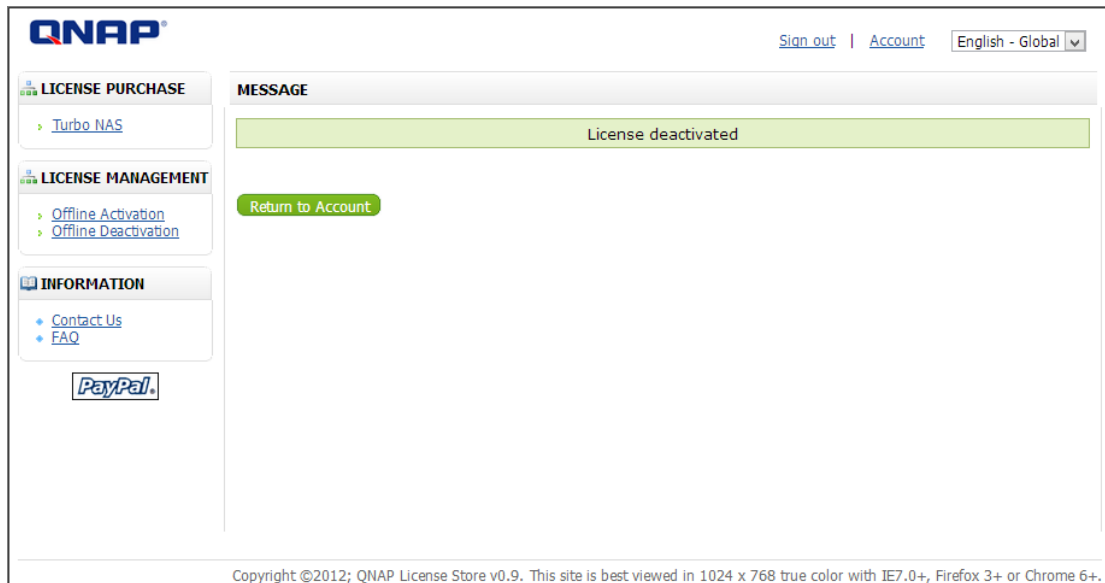 QNAP®
Sign out | Account English - Global
LICENSE PURCHASE
Turbo NAS
LICENSE MANAGEMENT
Offline Activation
Offline Deactivation
INFORMATION
Contact Us
FAQ
PayPal.
MESSAGE
License deactivated
Return to Account
Copyright ©2012; QNAP License Store v0.9. This site is best viewed in 1024 x 768 true color with IE7.0+, Firefox 3+ or Chrome 6+.